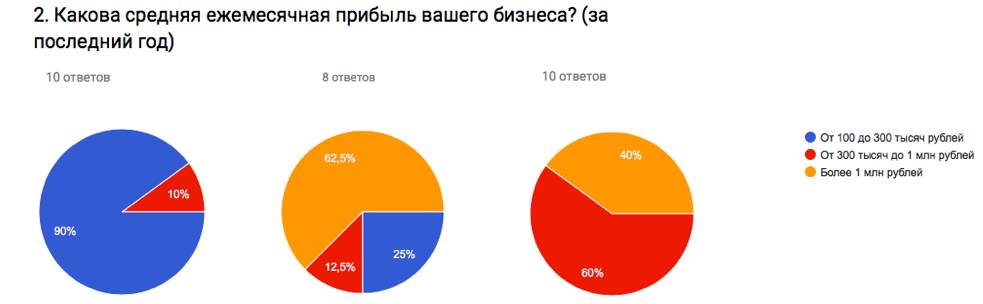 2. Какова средняя ежемесячная прибыль вашего бизнеса? (за
последний год)
10 ответов
8 ответов
10 ответов
90%
10%
62,5%
12,5%
25%
40%
60%
От 100 до 300 тысяч рублей
От 300 тысяч до 1 млн рублей
Более 1 млн рублей